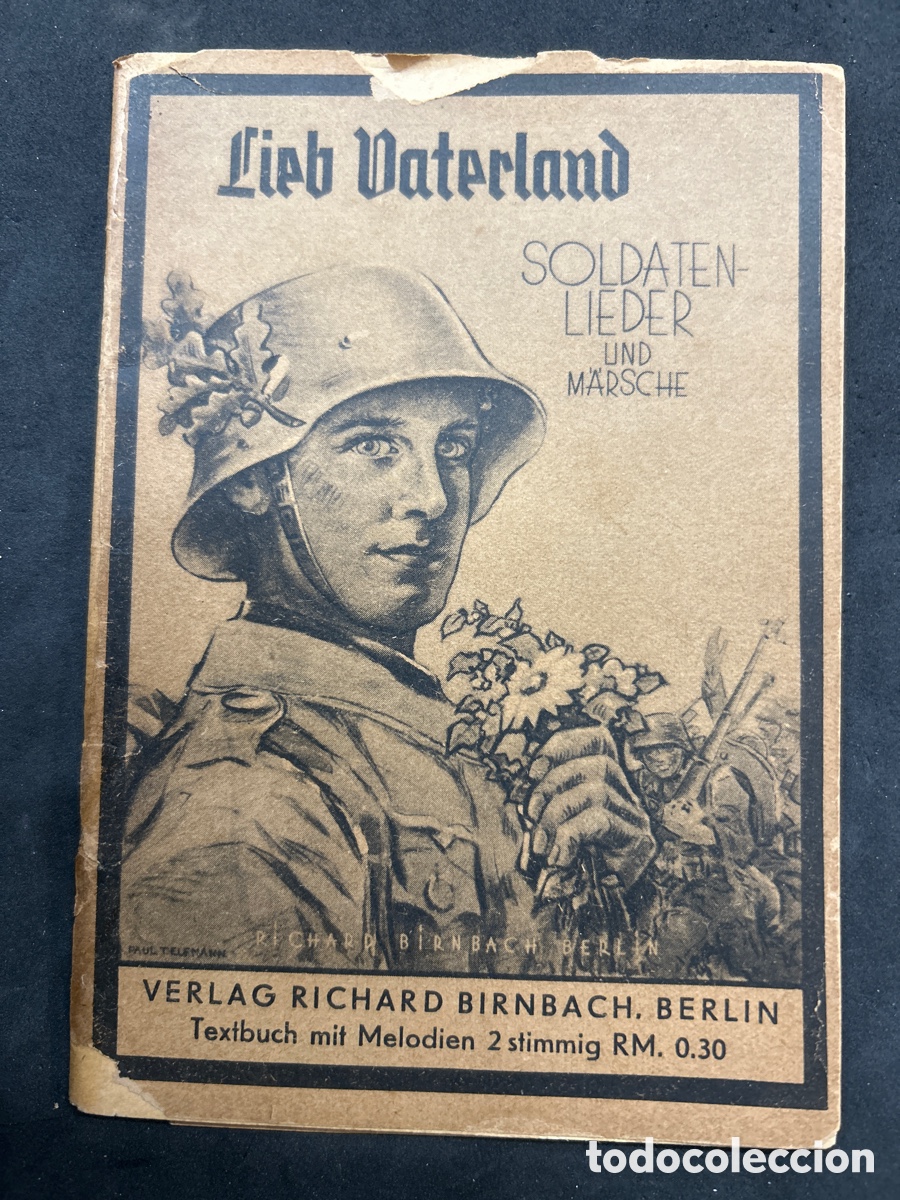 Lieb Vaterland
SOLDATEN-
LIEDER
UND
MÄRSCHE
PAUL TELEMANN
RICHARD BIRNBACH BERLIN
VERLAG RICHARD BIRNBACH, BERLIN
Textbuch mit Melodien 2 stimmig RM. 0.30
todocoleccion